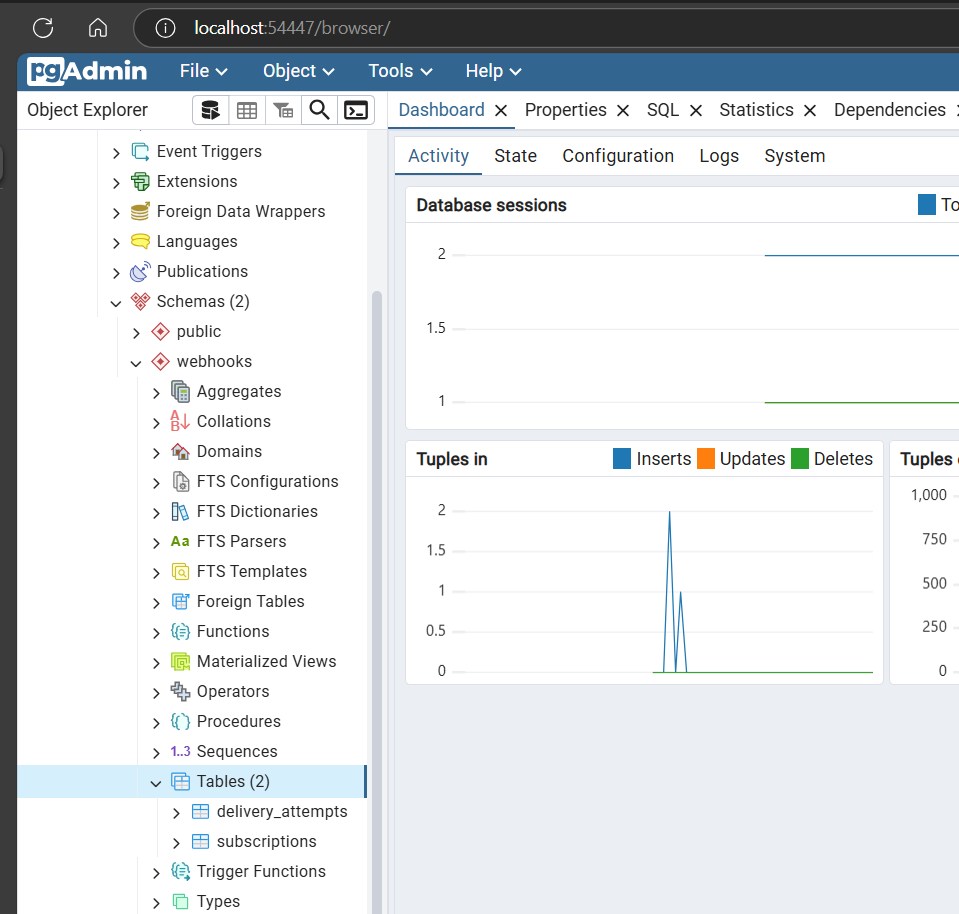 localhost:54447/browser/
pgAdmin File Object Tools Help
Object Explorer
Dashboard Properties SQL Statistics Dependencies
Event Triggers
Extensions
Foreign Data Wrappers
Languages
Publications
Schemas (2)
public
webhooks
Aggregates
Collations
Domains
FTS Configurations
FTS Dictionaries
Aa FTS Parsers
FTS Templates
Foreign Tables
Functions
Materialized Views
Operators
Procedures
1..3 Sequences
Tables (2)
delivery_attempts
subscriptions
Trigger Functions
Types
Activity State Configuration Logs System
Database sessions To
2
1.5
1
Tuples in Inserts Updates Deletes
2
1.5
1
0.5
0
Tuples
1,000
750
500
250
0